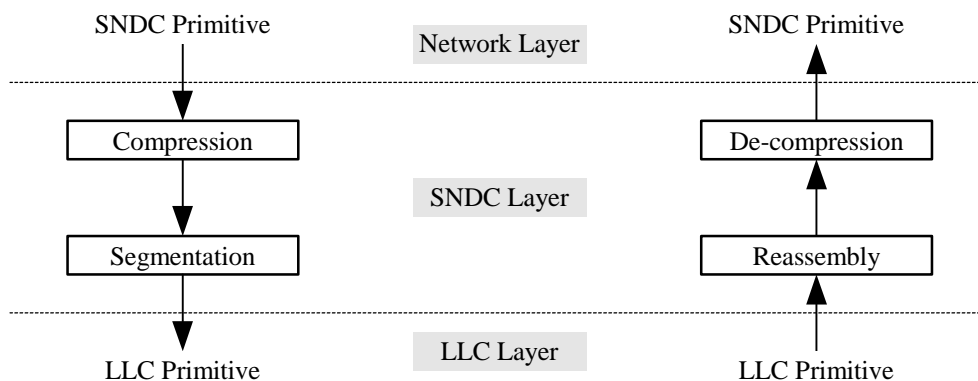 SNDC Primitive
Network Layer
SNDC Primitive
Compression
De-compression
SNDC Layer
Segmentation
Reassembly
LLC Layer
LLC Primitive
LLC Primitive